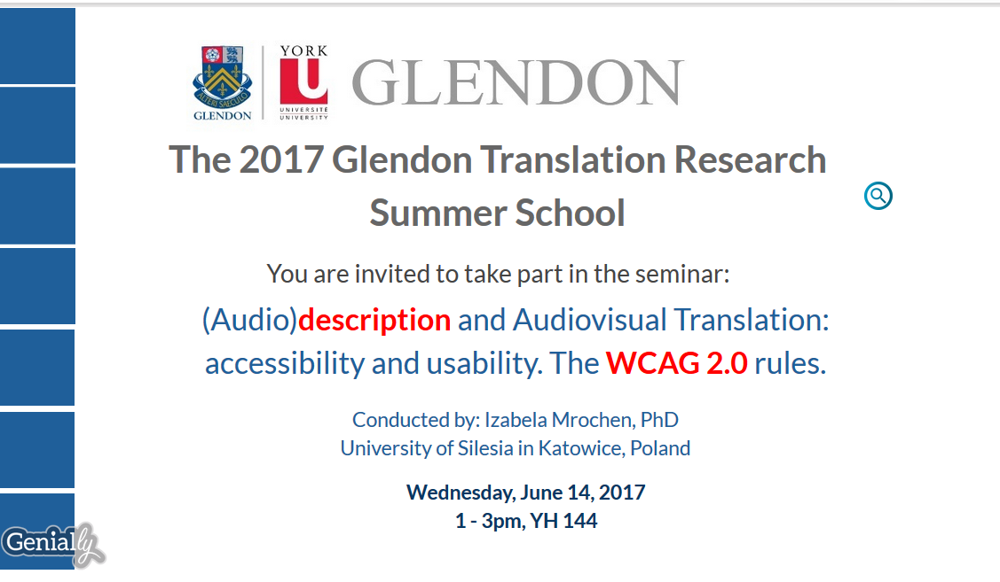 YORK
GLENDON
ALTERI SAECULO
GLENDON
UNIVERSITÉ
UNIVERSITY
The 2017 Glendon Translation Research
Summer School
You are invited to take part in the seminar:
(Audio)description and Audiovisual Translation:
accessibility and usability. The WCAG 2.0 rules.
Conducted by: Izabela Mrochen, PhD
University of Silesia in Katowice, Poland
Wednesday, June 14, 2017
1 - 3pm, YH 144
Genially